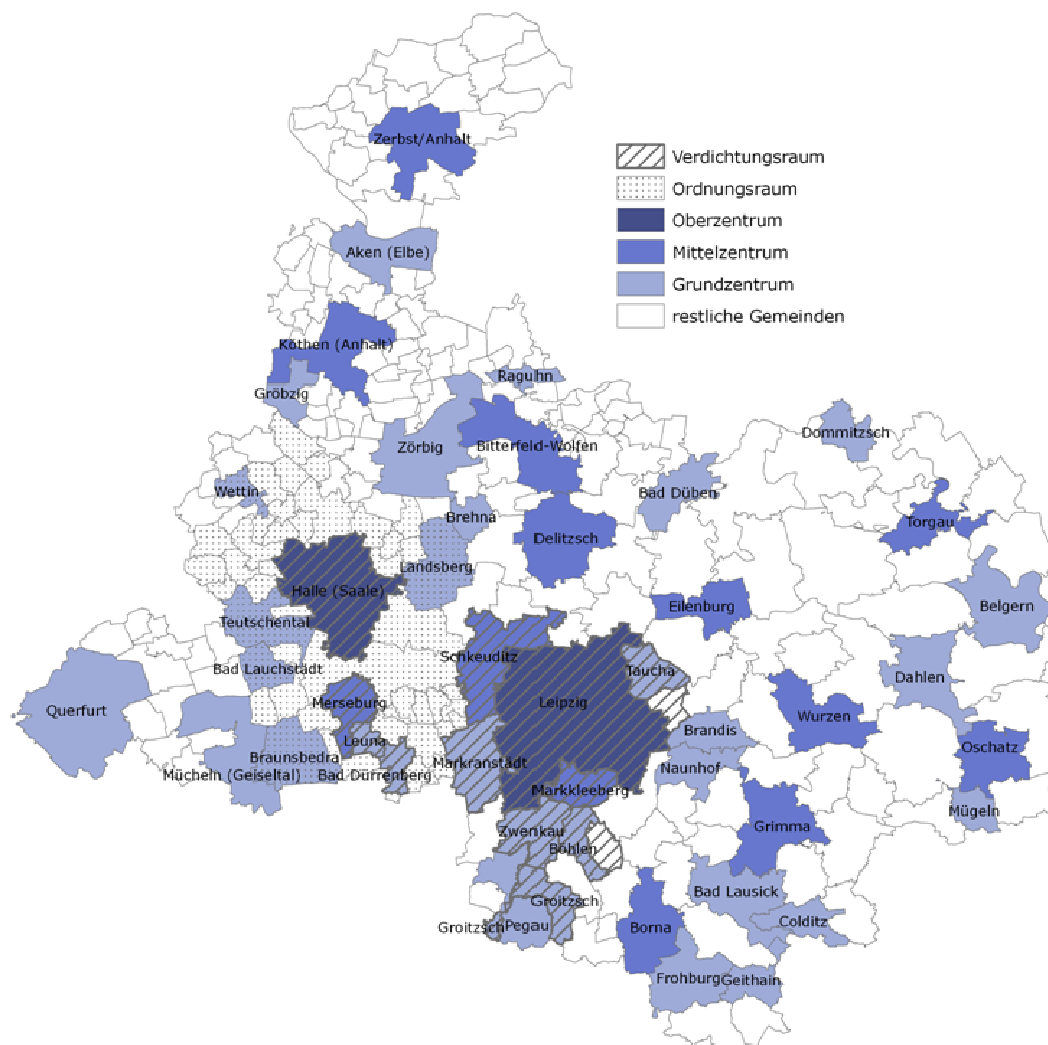 Zerbst/Anhalt
Verdichtungsraum
Ordnungsraum
Oberzentrum
Mittelzentrum
Grundzentrum
restliche Gemeinden
Aken (Elbe)
Köthen (Anhalt)
Gröbzig
Raguhn
Zörbig
Bitterfeld-Wolfen
Dommitzsch
Wettin
Bad Düben
Brehna
Torgau
Delitzsch
Landsberg
Halle (Saale)
Eilenburg
Belgern
Teutschental
Schkeuditz
Bad Lauchstädt
Taucha
Dahlen
Querfurt
Merseburg
Leipzig
Wurzen
Brandis
Leuna
Oschatz
Braunsbedra
Markranstädt
Naunhof
Mücheln (Geiseltal)
Bad Dürrenberg
Markkleeberg
Mügeln
Grimma
Zwenkau
Böhlen
Bad Lausick
Groitzsch
Colditz
Groitzsch
Pegau
Borna
Frohburg
Geithain